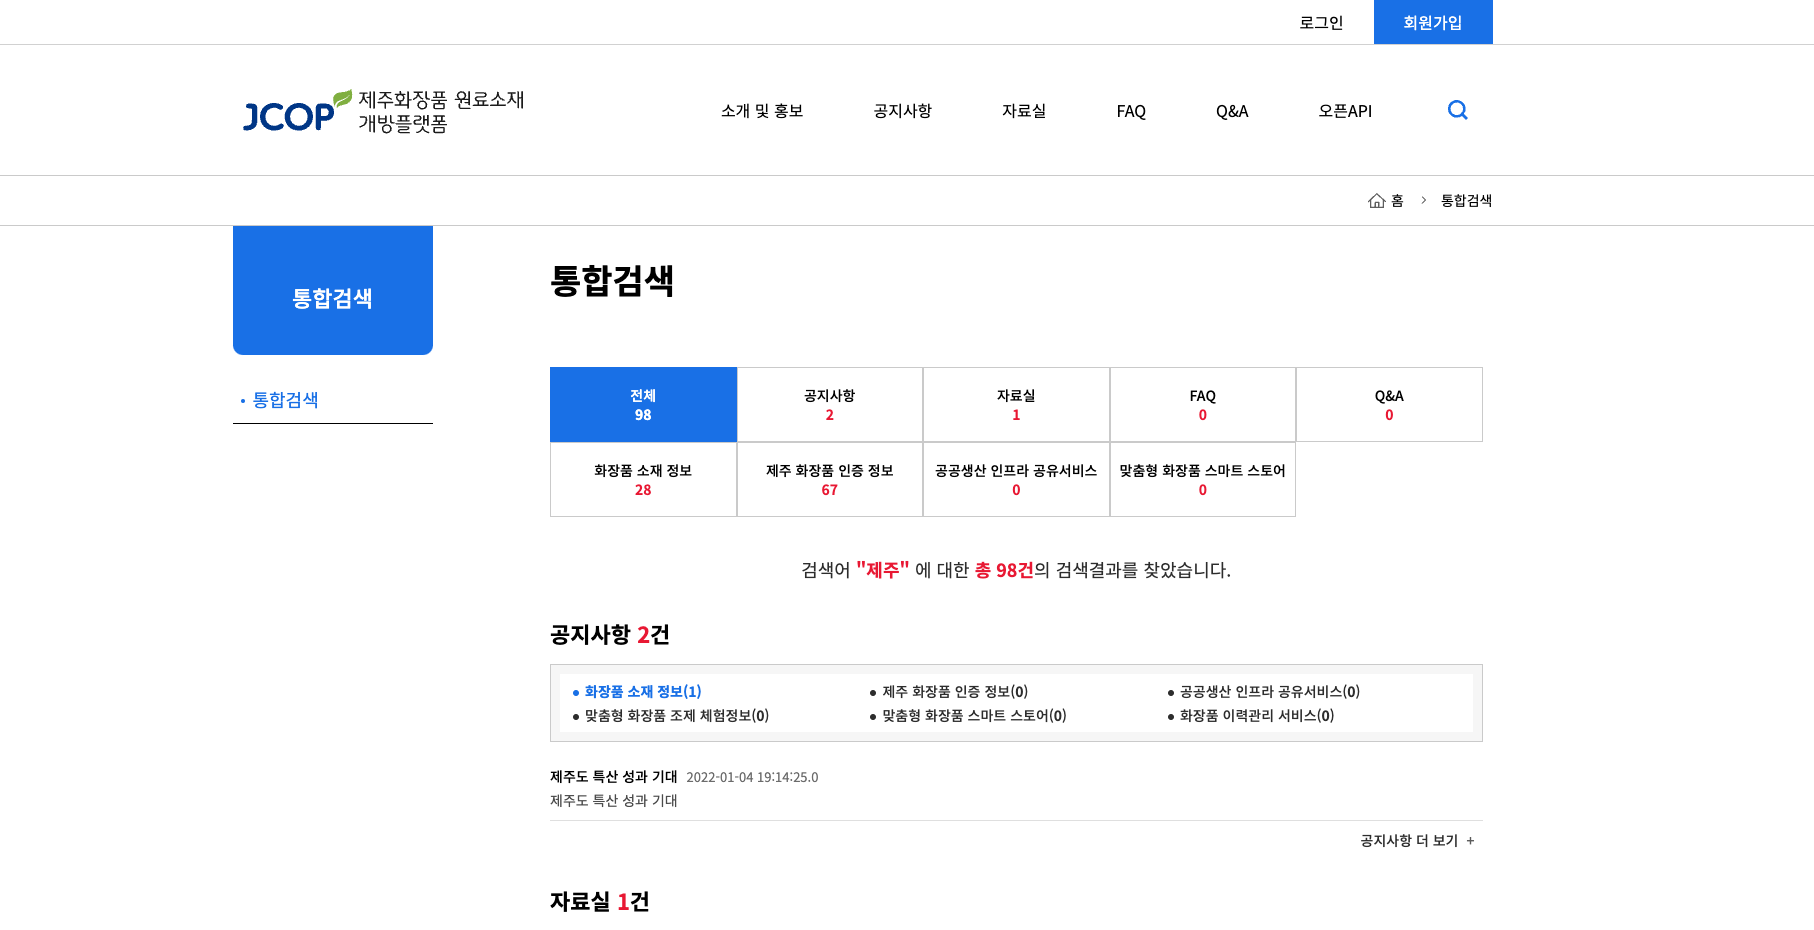 로그인
회원가입
JCOP 제주화장품 원료소재
개방플랫폼
소개 및 홍보
공지사항
자료실
FAQ
Q&A
오픈API
홈
통합검색
통합검색
통합검색
통합검색
전체
98
공지사항
2
자료실
1
FAQ
0
Q&A
0
화장품 소재 정보
28
제주 화장품 인증 정보
67
공공생산 인프라 공유서비스
0
맞춤형 화장품 스마트 스토어
0
검색어 "제주" 에 대한 총 98건의 검색결과를 찾았습니다.
공지사항 2건
화장품 소재 정보(1)
제주 화장품 인증 정보(0)
공공생산 인프라 공유서비스(0)
맞춤형 화장품 조제 체험정보(0)
맞춤형 화장품 스마트 스토어(0)
화장품 이력관리 서비스(0)
제주도 특산 성과 기대 2022-01-04 19:14:25.0
제주도 특산 성과 기대
공지사항 더 보기 +
자료실 1건